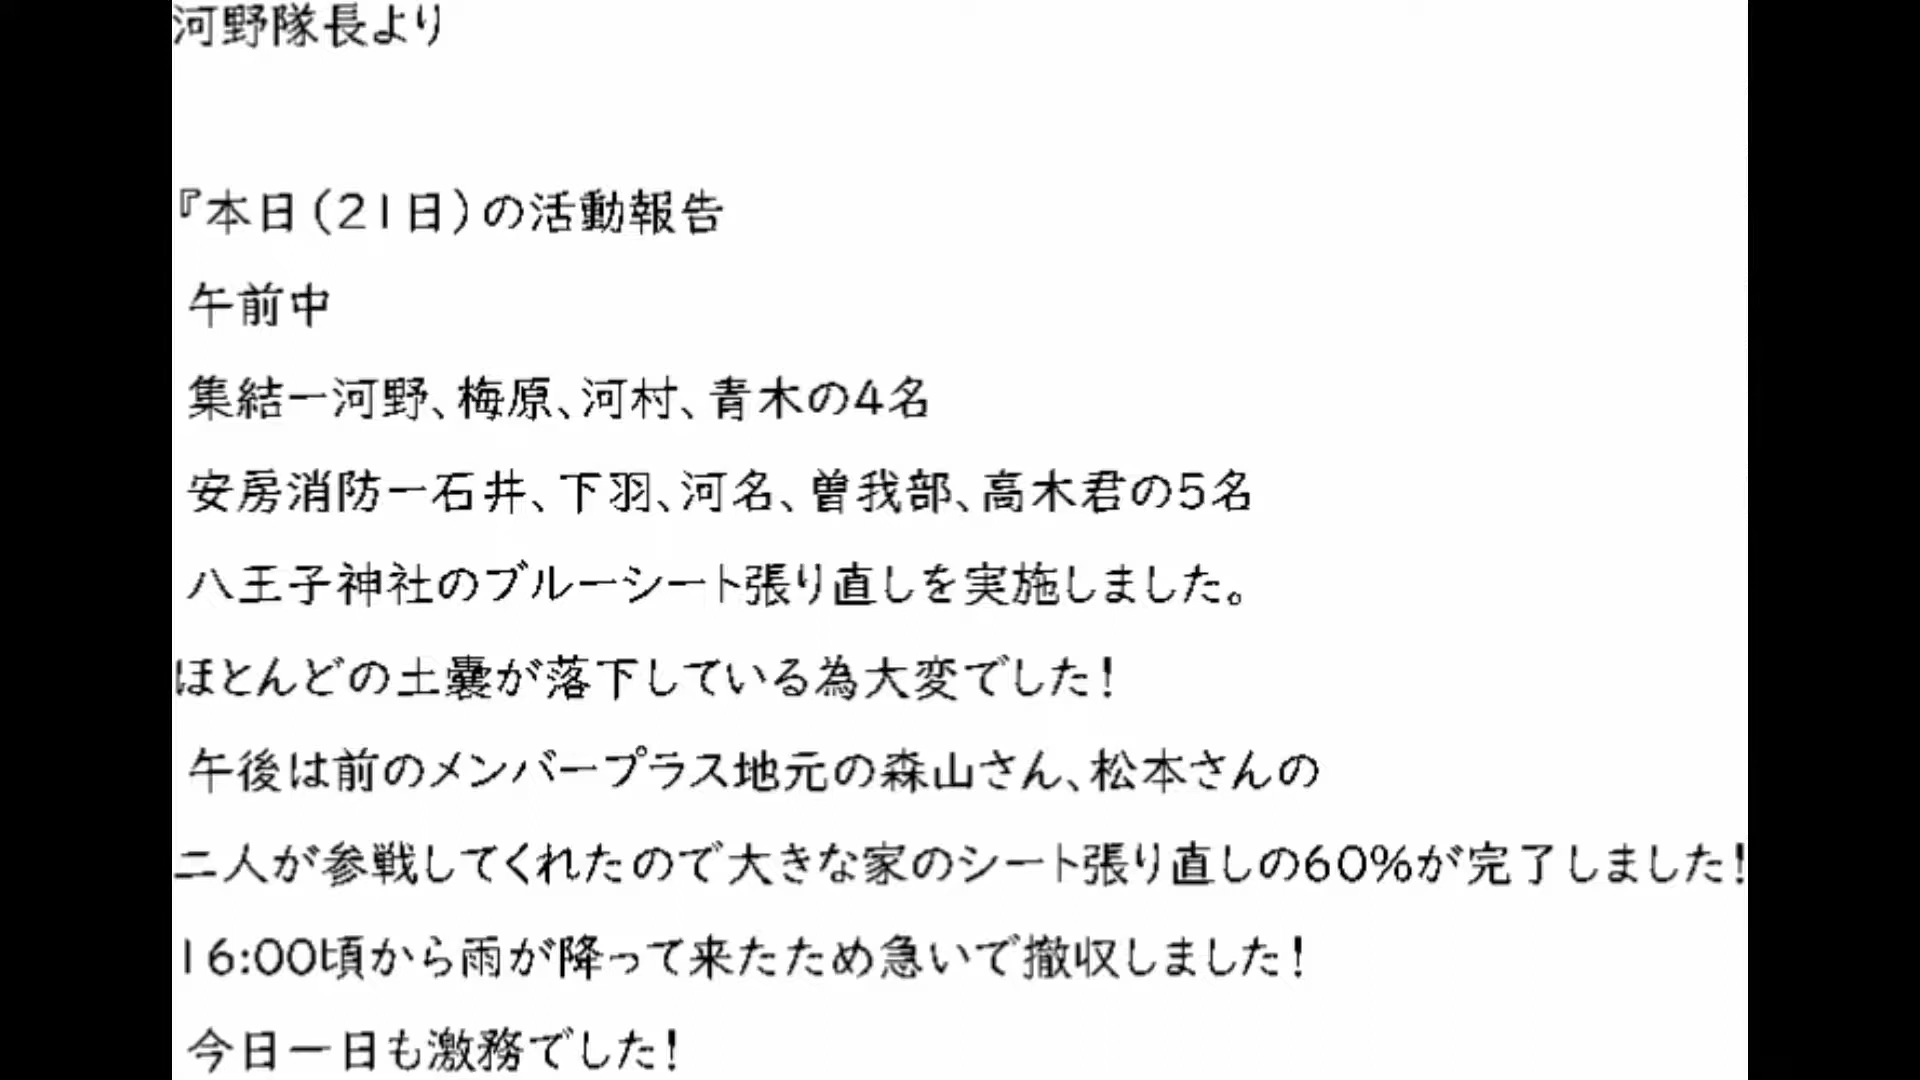 河野隊長より
『本日(21日)の活動報告
午前中
集結ー河野、梅原、河村、青木の4名
安房消防ー石井、下羽、河名、曽我部、高木君の5名
八王子神社のブルーシート張り直しを実施しました。
ほとんどの土嚢が落下している為大変でした!
午後は前のメンバープラス地元の森山さん、松本さんの
二人が参戦してくれたので大きな家のシート張り直しの60%が完了しました!
16:00頃から雨が降って来たため急いで撤収しました!
今日一日も激務でした!